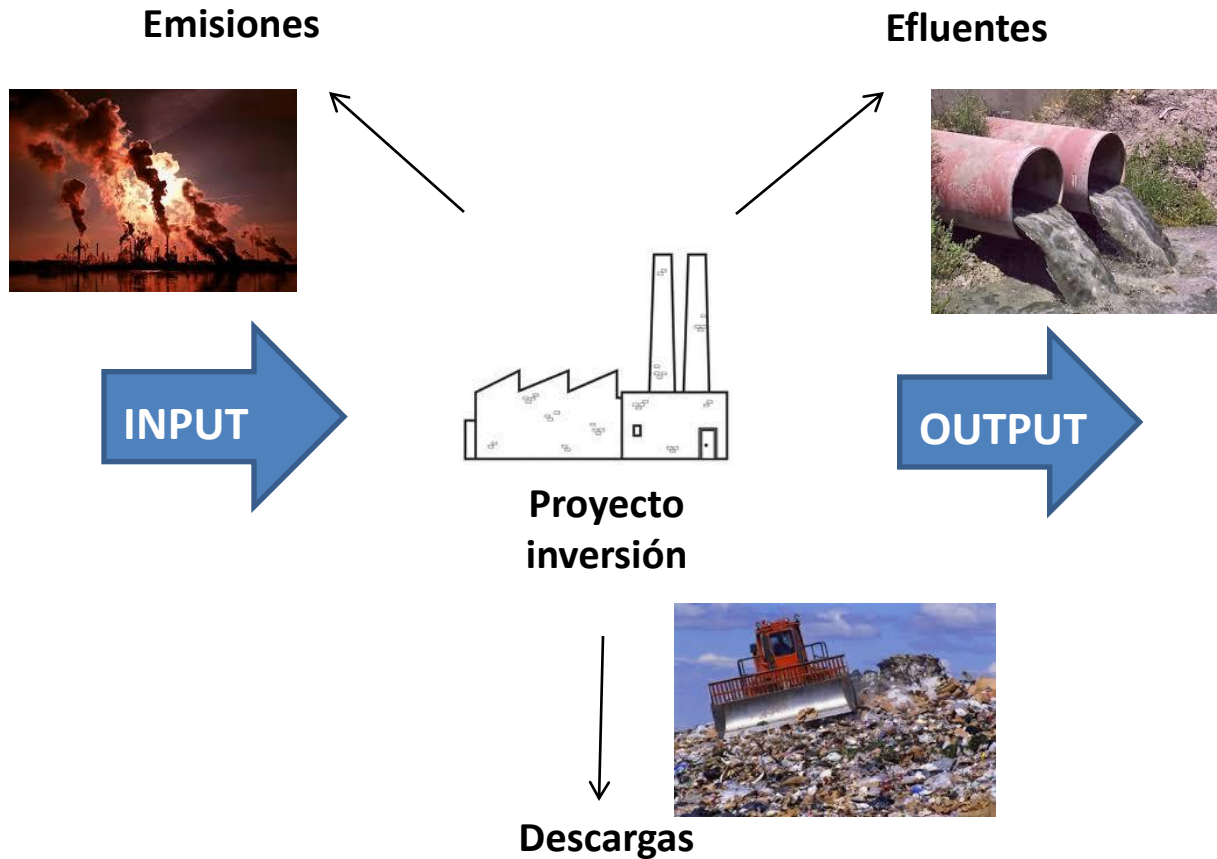 Emisiones
Efluentes
INPUT
OUTPUT
Proyecto
inversión
Descargas